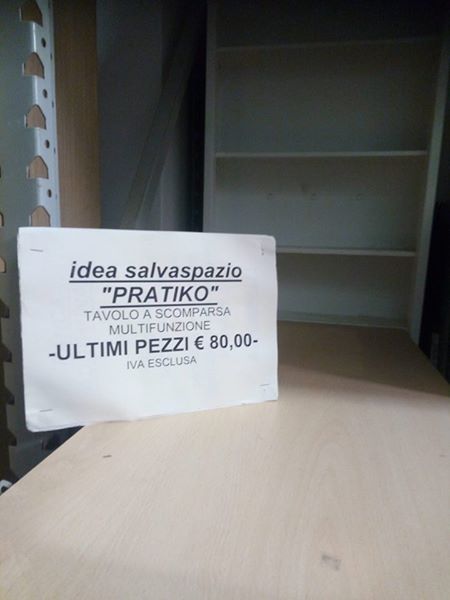 idea salvaspazio
"PRATIKO"
TAVOLO A SCOMPARSA
MULTIFUNZIONE
-ULTIMI PEZZI € 80,00-
IVA ESCLUSA